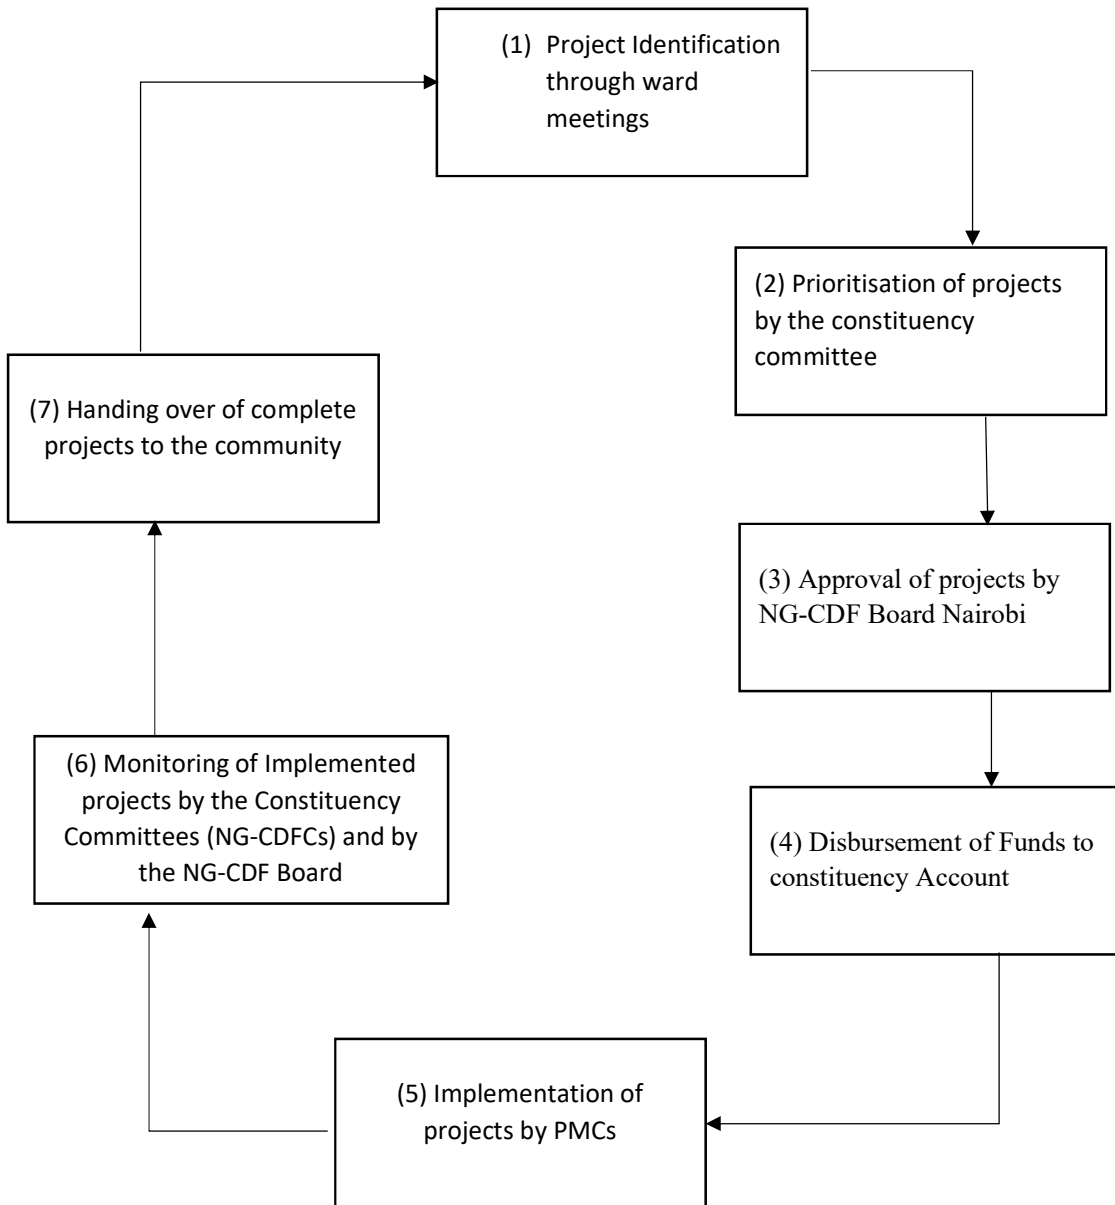 (1) Project Identification
through ward
meetings
(2) Prioritisation of projects
by the constituency
committee
(3) Approval of projects by
NG-CDF Board Nairobi
(4) Disbursement of Funds to
constituency Account
(5) Implementation of
projects by PMCs
(6) Monitoring of Implemented
projects by the Constituency
Committees (NG-CDFCs) and by
the NG-CDF Board
(7) Handing over of complete
projects to the community